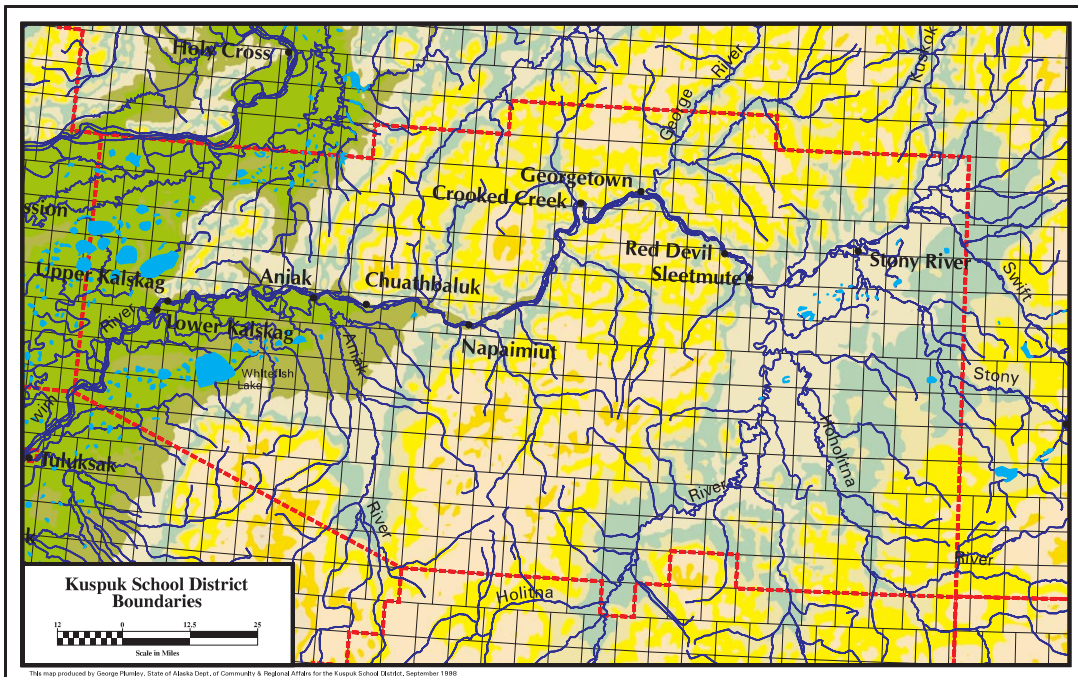 Holy Cross
George
River
Kuskok
Georgetown
Crooked Creek
ssion
Red Devil
Sleetmute
Stony River
Upper Kalskag
Aniak
Chuathbaluk
Swift
River
Lower Kalskag
Napaimiut
Aniak
Whitefish
Lake
Stony
wim
Hoholitna
Tuluksak
River
River
k
River
Holitna
Kuspuk School District
Boundaries
12 0 12.5 25
Scale in Miles
This map produced by George Plumley, State of Alaska Dept. of Community & Regional Affairs for the Kuspuk School District, September 1998